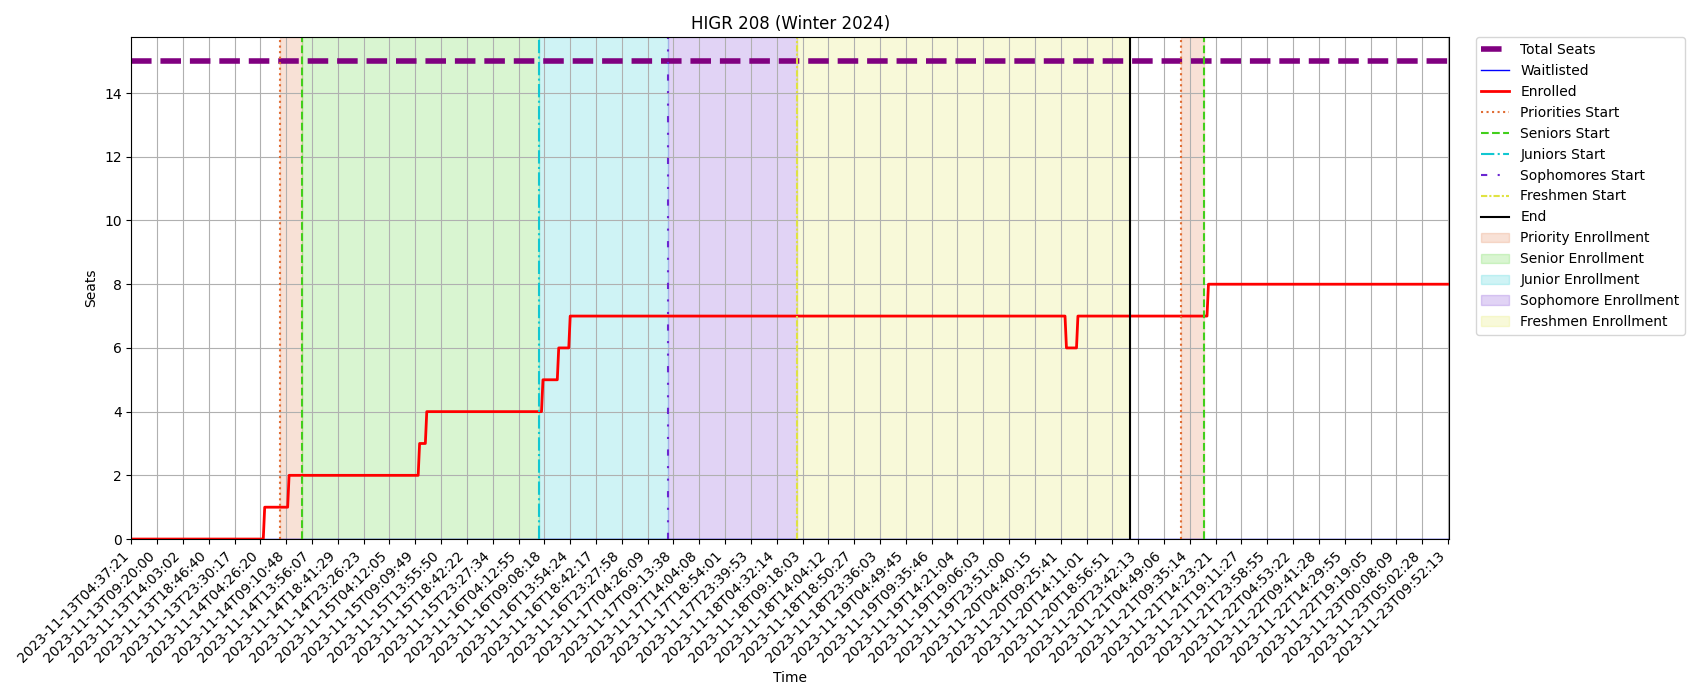 HIGR 208 (Winter 2024)
Total Seats
Waitlisted
Enrolled
Priorities Start
Seniors Start
Juniors Start
Sophomores Start
Freshmen Start
End
Priority Enrollment
Senior Enrollment
Junior Enrollment
Sophomore Enrollment
Freshmen Enrollment
Seats
14
12
10
8
6
4
2
0
2023-11-13T04:37:21
2023-11-13T09:20:00
2023-11-13T14:03:02
2023-11-13T18:46:40
2023-11-13T23:30:17
2023-11-14T04:26:20
2023-11-14T09:10:48
2023-11-14T13:56:07
2023-11-14T18:41:29
2023-11-14T23:26:23
2023-11-15T04:12:05
2023-11-15T09:09:49
2023-11-15T13:55:50
2023-11-15T18:42:22
2023-11-15T23:27:34
2023-11-16T04:12:55
2023-11-16T09:08:18
2023-11-16T13:54:24
2023-11-16T18:42:17
2023-11-16T23:27:58
2023-11-17T04:26:09
2023-11-17T09:13:38
2023-11-17T14:04:08
2023-11-17T18:54:01
2023-11-17T23:39:53
2023-11-18T04:32:14
2023-11-18T09:18:03
2023-11-18T14:04:12
2023-11-18T18:50:27
2023-11-18T23:36:03
2023-11-19T04:49:45
2023-11-19T09:35:46
2023-11-19T14:21:04
2023-11-19T19:06:03
2023-11-19T23:51:00
2023-11-20T04:40:15
2023-11-20T09:25:41
2023-11-20T14:11:01
2023-11-20T18:56:51
2023-11-20T23:42:13
2023-11-21T04:49:06
2023-11-21T09:35:14
2023-11-21T14:23:21
2023-11-21T19:11:27
2023-11-21T23:58:55
2023-11-22T04:53:22
2023-11-22T09:41:28
2023-11-22T14:29:55
2023-11-22T19:19:05
2023-11-23T00:08:09
2023-11-23T05:02:28
2023-11-23T09:52:13
Time